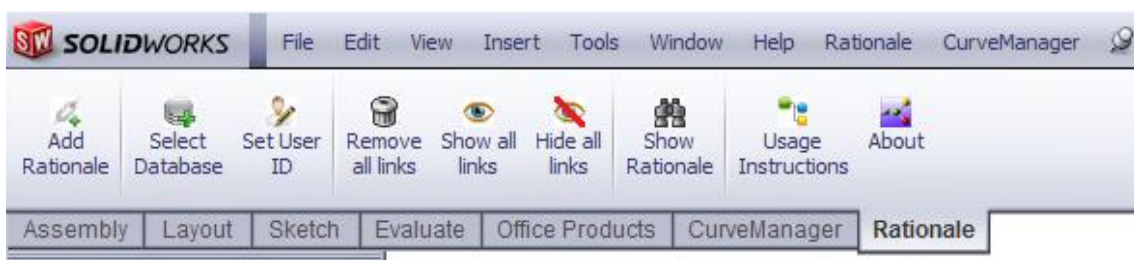 SW SOLIDWORKS File Edit View Insert Tools Window Help Rationale CurveManager
Add Select Set User Remove Show all Hide all Show Usage About
Rationale Database ID all links links links Rationale Instructions
Assembly Layout Sketch Evaluate Office Products CurveManager Rationale